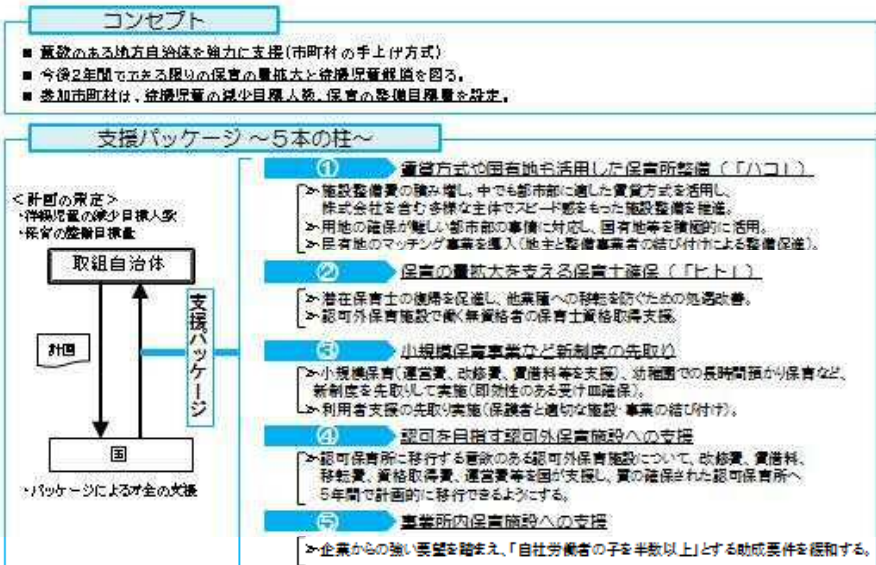 コンセプト
■ 意欲のある地方自治体を強力に支援(市町村の手上げ方式)
■ 今後2年間でできる限りの保育の量拡大と待機児童解消を図る。
■ 参加市町村は、待機児童の減少目標人数、保育の整備目標量を設定。
支援パッケージ ～5本の柱～
<計画の策定>
・待機児童の減少目標人数
・保育の整備目標量
取組自治体
計画
支援パッケージ
国
・パッケージによる万全の支援
① 賃貸方式や国有地も活用した保育所整備(「ハコ」)
➢施設整備費の積み増し、中でも都市部に適した賃貸方式を活用し、
株式会社を含む多様な主体でスピード感をもった施設整備を推進。
➢用地の確保が難しい都市部の事情に対応し、国有地等を積極的に活用。
➢民有地のマッチング事業を導入(地主と整備事業者の結び付けによる整備促進)。
② 保育の量拡大を支える保育士確保(「ヒト」)
➢潜在保育士の復帰を促進し、他業種への移転を防ぐための処遇改善。
➢認可外保育施設で働く無資格者の保育士資格取得支援。
③ 小規模保育事業など新制度の先取り
➢小規模保育(運営費、改修費、賃借料等を支援)、幼稚園での長時間預かり保育など、
新制度を先取りして実施(即効性のある受け皿確保)。
➢利用者支援の先取り実施(保護者と適切な施設・事業の結び付け)。
④ 認可を目指す認可外保育施設への支援
➢認可保育所に移行する意欲のある認可外保育施設について、改修費、賃借料、
移転費、資格取得費、運営費等を国が支援し、質の確保された認可保育所へ
5年間で計画的に移行できるようにする。
⑤ 事業所内保育施設への支援
➢企業からの強い要望を踏まえ、「自社労働者の子を半数以上」とする助成要件を緩和する。